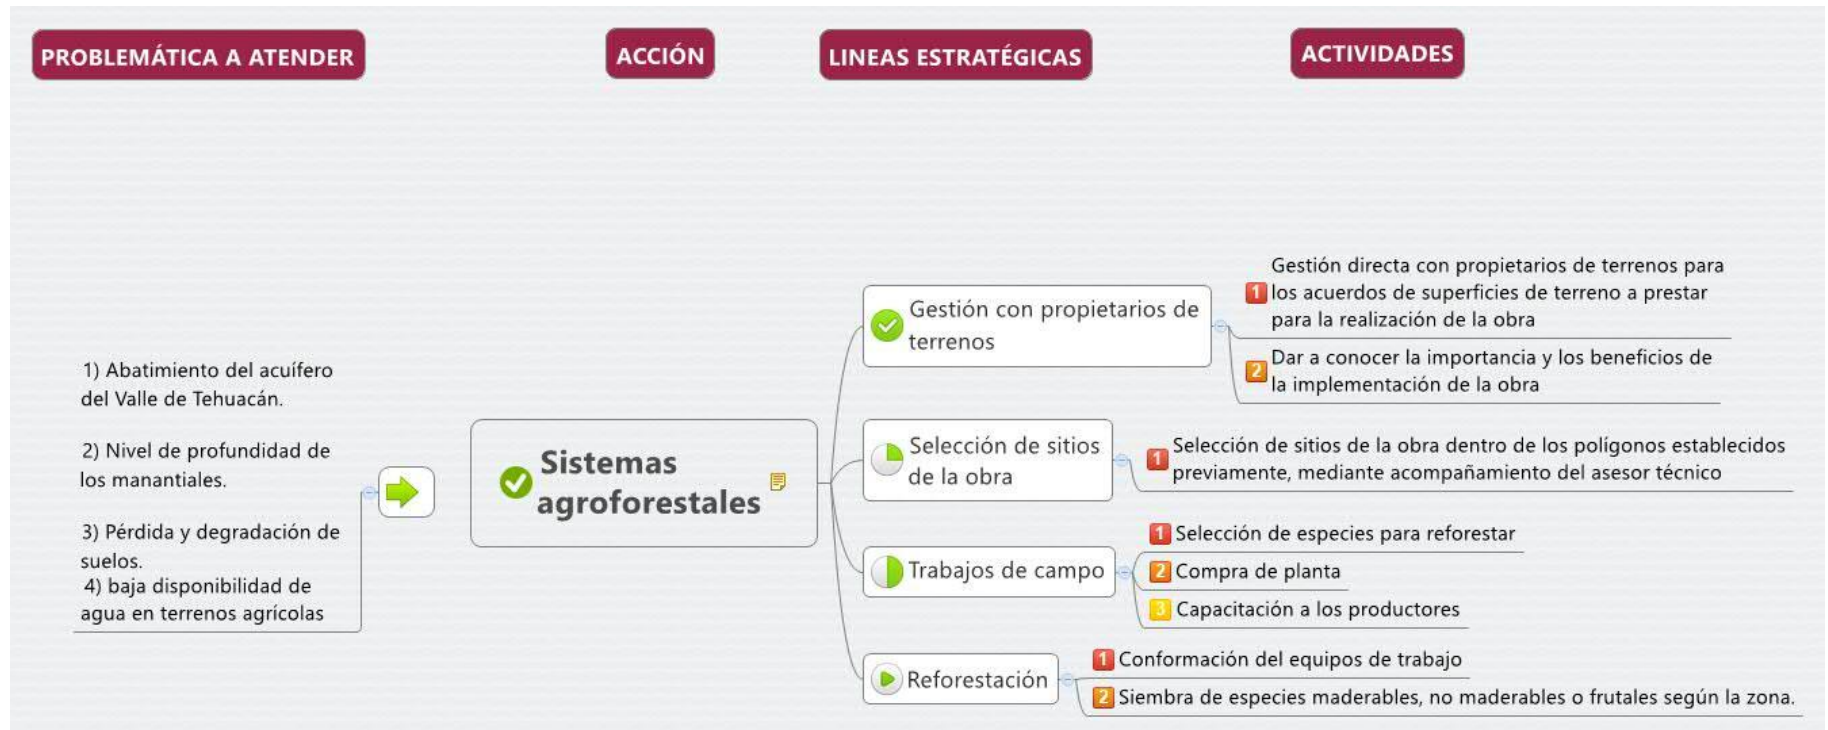 PROBLEMÁTICA A ATENDER
ACCIÓN
LINEAS ESTRATÉGICAS
ACTIVIDADES
1) Abatimiento del acuífero
del Valle de Tehuacán.
2) Nivel de profundidad de
los manantiales.
3) Pérdida y degradación de
suelos.
4) baja disponibilidad de
agua en terrenos agrícolas
Sistemas
agroforestales
Gestión con propietarios de
terrenos
1
Gestión directa con propietarios de terrenos para
los acuerdos de superficies de terreno a prestar
para la realización de la obra
2
Dar a conocer la importancia y los beneficios de
la implementación de la obra
Selección de sitios
de la obra
1
Selección de sitios de la obra dentro de los polígonos establecidos
previamente, mediante acompañamiento del asesor técnico
Trabajos de campo
1 Selección de especies para reforestar
2 Compra de planta
3 Capacitación a los productores
Reforestación
1 Conformación del equipos de trabajo
2 Siembra de especies maderables, no maderables o frutales según la zona.